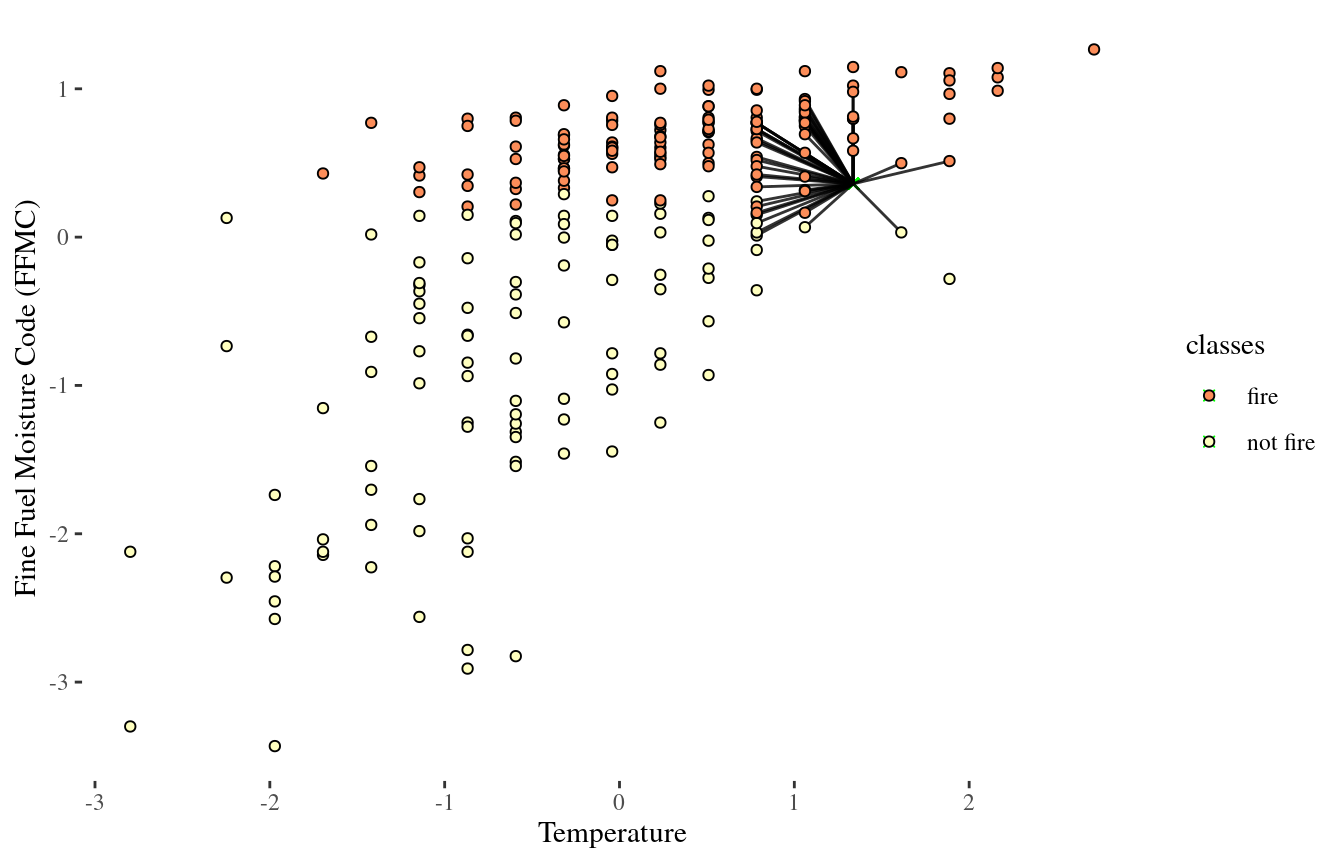 1
0
-1
-2
-3
Fine Fuel Moisture Code (FFMC)
-3
-2
-1
0
1
2
Temperature
classes
fire
not fire